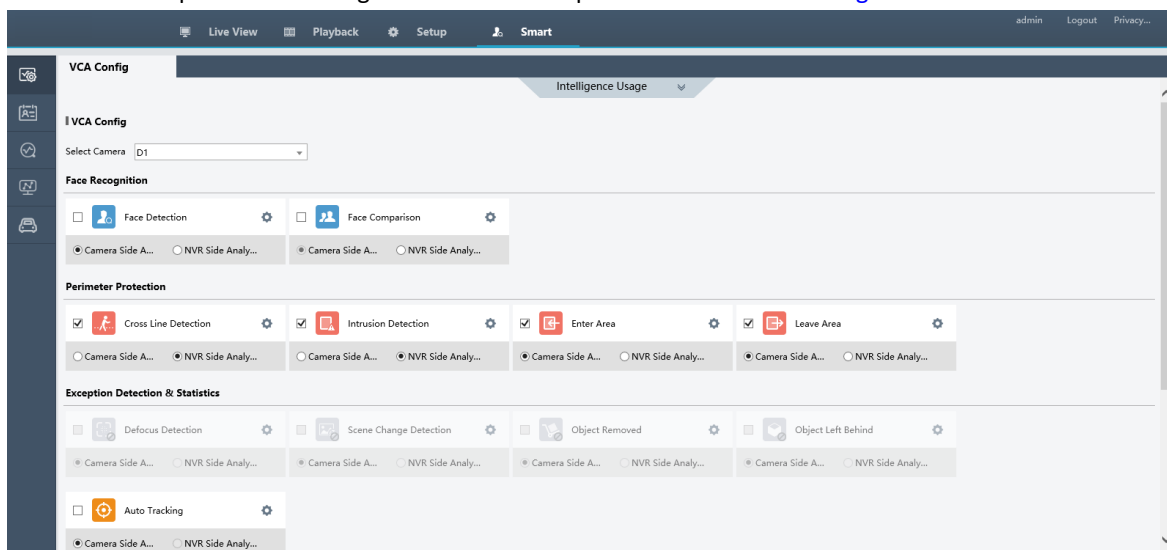 admin Logout Privacy...
Live View Playback Setup Smart
VCA Config
Intelligence Usage
VCA Config
Select Camera D1
Face Recognition
Face Detection Face Comparison
Camera Side A... NVR Side Analy... Camera Side A... NVR Side Analy...
Perimeter Protection
Cross Line Detection Intrusion Detection Enter Area Leave Area
Camera Side A... NVR Side Analy... Camera Side A... NVR Side Analy... Camera Side A... NVR Side Analy... Camera Side A... NVR Side Analy...
Exception Detection & Statistics
Defocus Detection Scene Change Detection Object Removed Object Left Behind
Camera Side A... NVR Side Analy... Camera Side A... NVR Side Analy... Camera Side A... NVR Side Analy... Camera Side A... NVR Side Analy...
Auto Tracking
Camera Side A... NVR Side Analy...